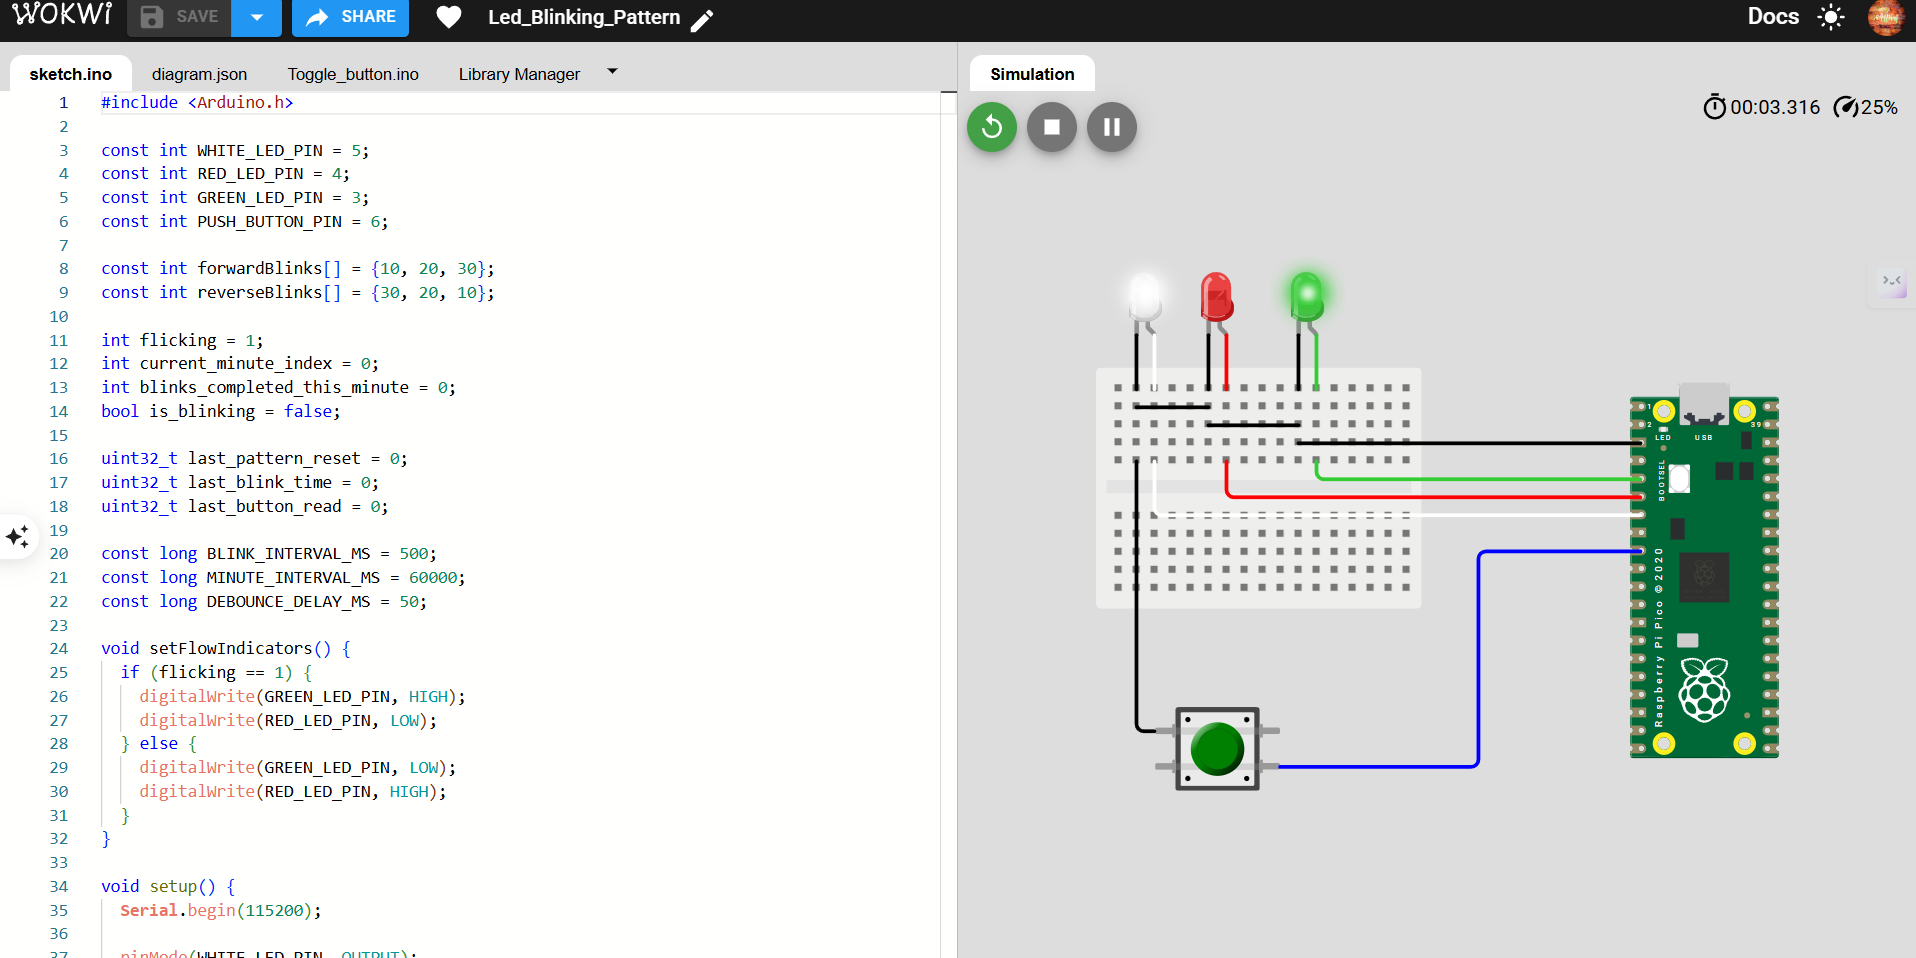 WOKWI SAVE SHARE Led_Blinking_Pattern Docs
sketch.ino diagram.json Toggle_button.ino Library Manager Simulation
00:03.316 25%
1 #include <Arduino.h>
2
3 const int WHITE_LED_PIN = 5;
4 const int RED_LED_PIN = 4;
5 const int GREEN_LED_PIN = 3;
6 const int PUSH_BUTTON_PIN = 6;
7
8 const int forwardBlinks[] = {10, 20, 30};
9 const int reverseBlinks[] = {30, 20, 10};
10
11 int flicking = 1;
12 int current_minute_index = 0;
13 int blinks_completed_this_minute = 0;
14 bool is_blinking = false;
15
16 uint32_t last_pattern_reset = 0;
17 uint32_t last_blink_time = 0;
18 uint32_t last_button_read = 0;
19
20 const long BLINK_INTERVAL_MS = 500;
21 const long MINUTE_INTERVAL_MS = 60000;
22 const long DEBOUNCE_DELAY_MS = 50;
23
24 void setFlowIndicators() {
25 if (flicking == 1) {
26 digitalWrite(GREEN_LED_PIN, HIGH);
27 digitalWrite(RED_LED_PIN, LOW);
28 } else {
29 digitalWrite(GREEN_LED_PIN, LOW);
30 digitalWrite(RED_LED_PIN, HIGH);
31 }
32 }
33
34 void setup() {
35 Serial.begin(115200);
36
37 pinMode(WHITE_LED_PIN, OUTPUT);
1
2 39
LED USB
BOOTSEL
Raspberry Pi Pico ©2020